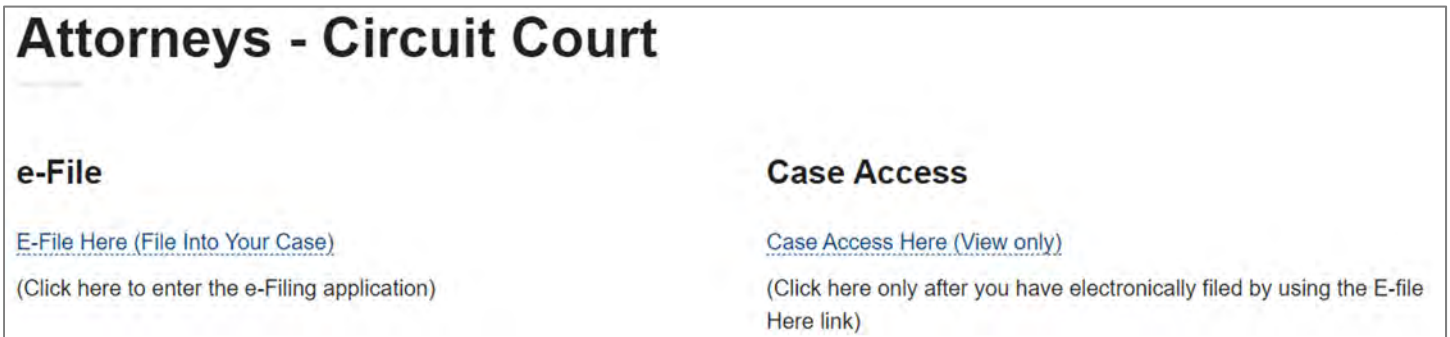 Attorneys - Circuit Court
e-File
E-File Here (File Into Your Case)
(Click here to enter the e-Filing application)
Case Access
Case Access Here (View only)
(Click here only after you have electronically filed by using the E-file
Here link)